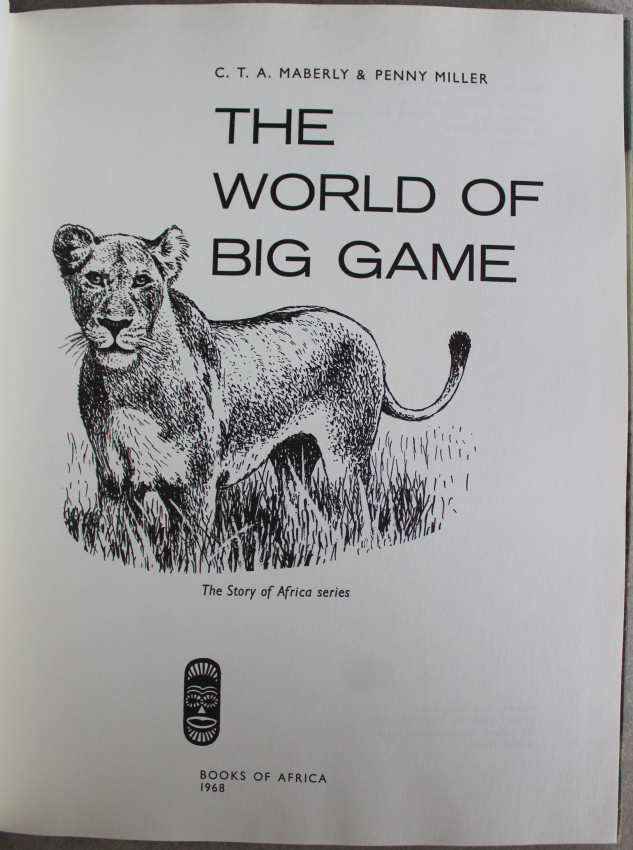 C. T. A. MABERLY & PENNY MILLER
THE
WORLD OF
BIG GAME
The Story of Africa series
BOOKS OF AFRICA
1968